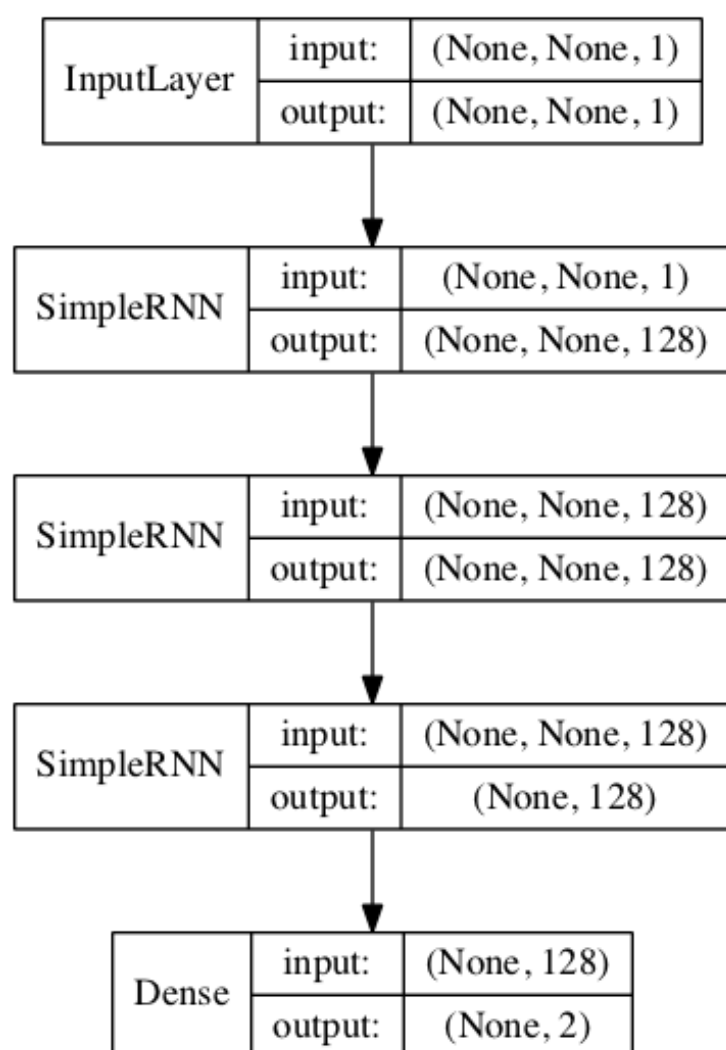 InputLayer
input: (None, None, 1)
output: (None, None, 1)
SimpleRNN
input: (None, None, 1)
output: (None, None, 128)
SimpleRNN
input: (None, None, 128)
output: (None, None, 128)
SimpleRNN
input: (None, None, 128)
output: (None, 128)
Dense
input: (None, 128)
output: (None, 2)